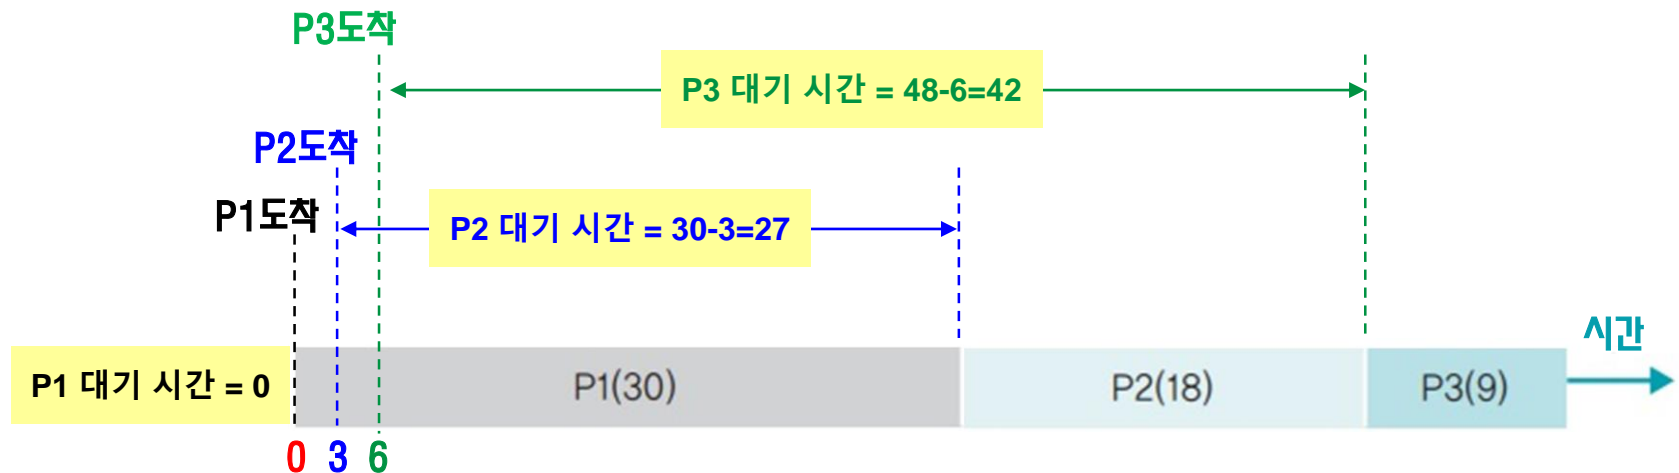 P3도착
P3 대기 시간 = 48-6=42
P2도착
P1도착
P2 대기 시간 = 30-3=27
시간
P1 대기 시간 = 0
P1(30)
P2(18)
P3(9)
0 3 6